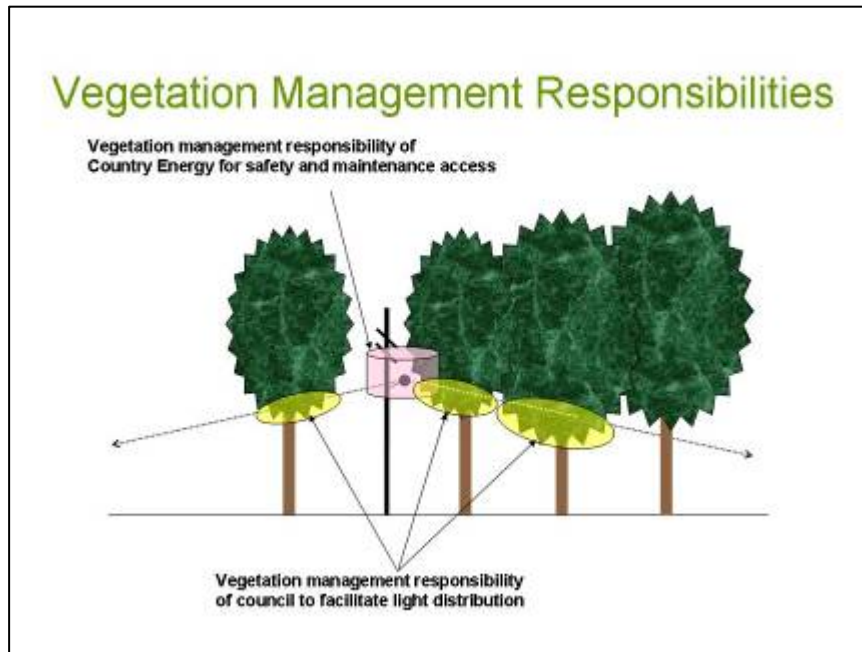 Vegetation Management Responsibilities
Vegetation management responsibility of
Country Energy for safety and maintenance access
Vegetation management responsibility
of council to facilitate light distribution